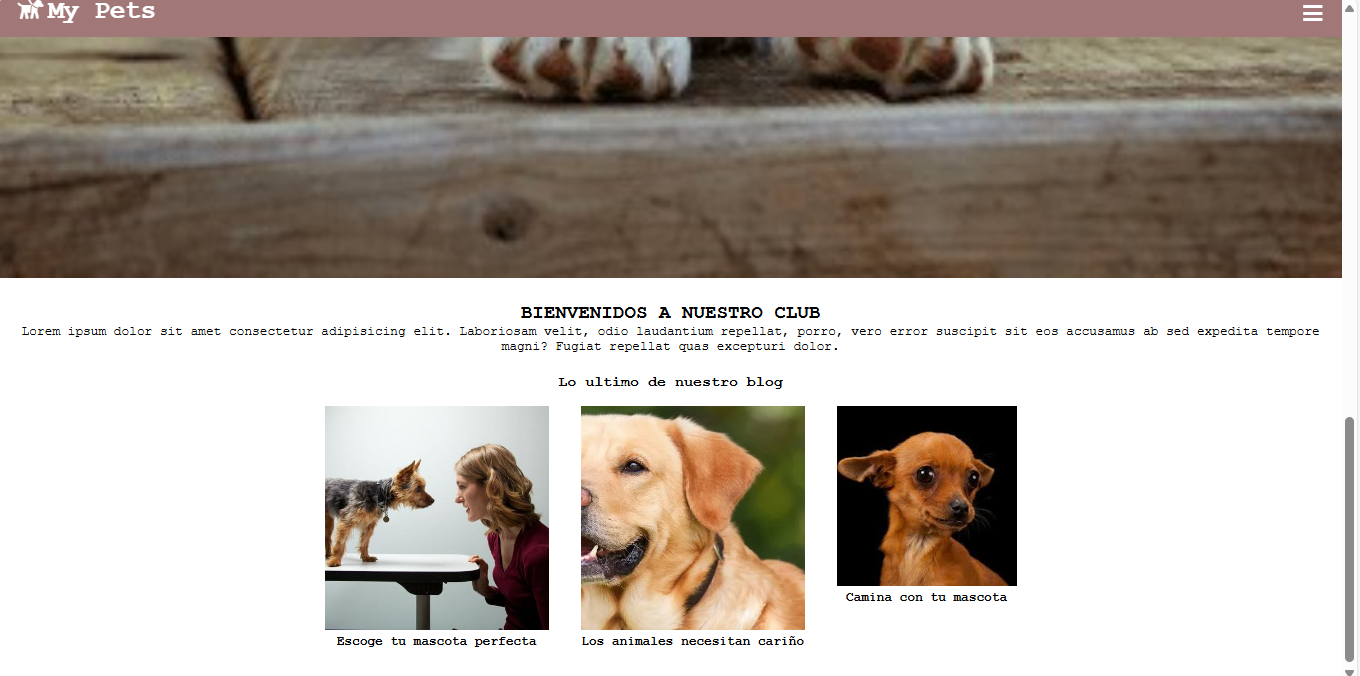 My Pets
BIENVENIDOS A NUESTRO CLUB
Lorem ipsum dolor sit amet consectetur adipisicing elit. Laboriosam velit, odio laudantium repellat, porro, vero error suscipit sit eos accusamus ab sed expedita tempore
magni? Fugiat repellat quas excepturi dolor.
Lo ultimo de nuestro blog
Escoge tu mascota perfecta
Los animales necesitan cariño
Camina con tu mascota